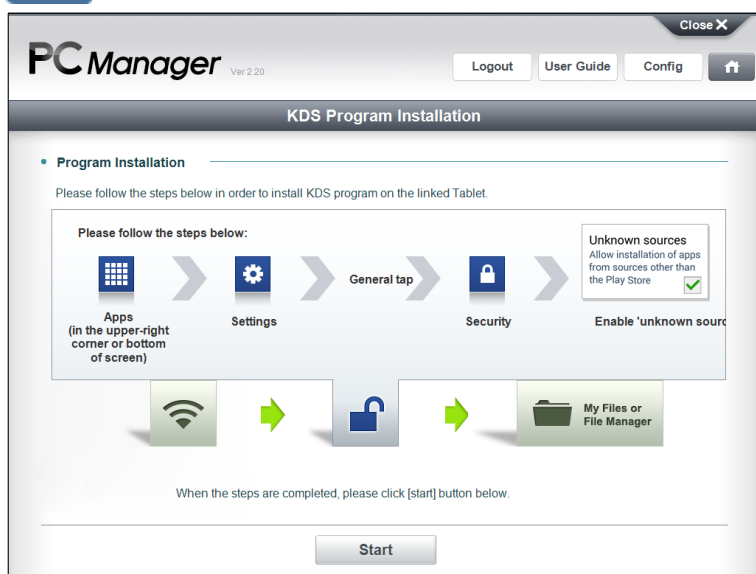 Close X
PC Manager Ver 2.20
Logout User Guide Config
KDS Program Installation
Program Installation
Please follow the steps below in order to install KDS program on the linked Tablet.
Please follow the steps below:
Unknown sources
Allow installation of apps
from sources other than
the Play Store
General tap
Apps
(in the upper-right
corner or bottom
of screen)
Settings
Security
Enable 'unknown sourc
My Files or
File Manager
When the steps are completed, please click [start] button below.
Start